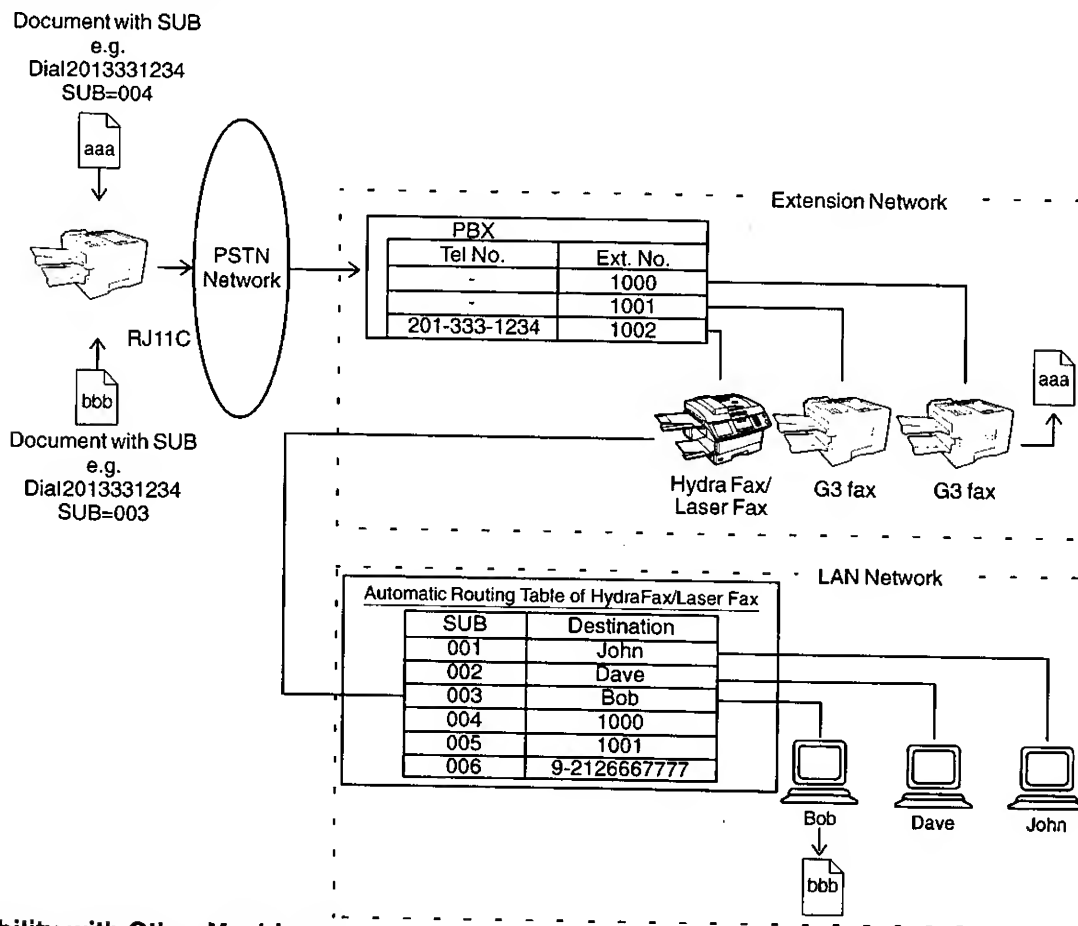 Document with SUB
e.g.
Dial2013331234
SUB=004
aaa
PSTN
Network
RJ11C
bbb
Document with SUB
e.g.
Dial2013331234
SUB=003
Extension Network
PBX
Tel No. Ext. No.
- 1000
- 1001
201-333-1234 1002
aaa
Hydra Fax/
Laser Fax
G3 fax
G3 fax
LAN Network
Automatic Routing Table of HydraFax/Laser Fax
SUB Destination
001 John
002 Dave
003 Bob
004 1000
005 1001
006 9-2126667777
Bob
Dave
John
bbb